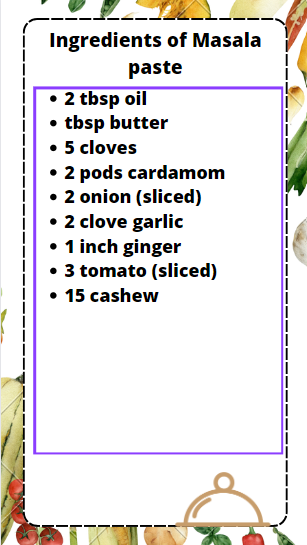 Ingredients of Masala
paste
• 2 tbsp oil
• tbsp butter
• 5 cloves
• 2 pods cardamom
• 2 onion (sliced)
• 2 clove garlic
• 1 inch ginger
• 3 tomato (sliced)
• 15 cashew